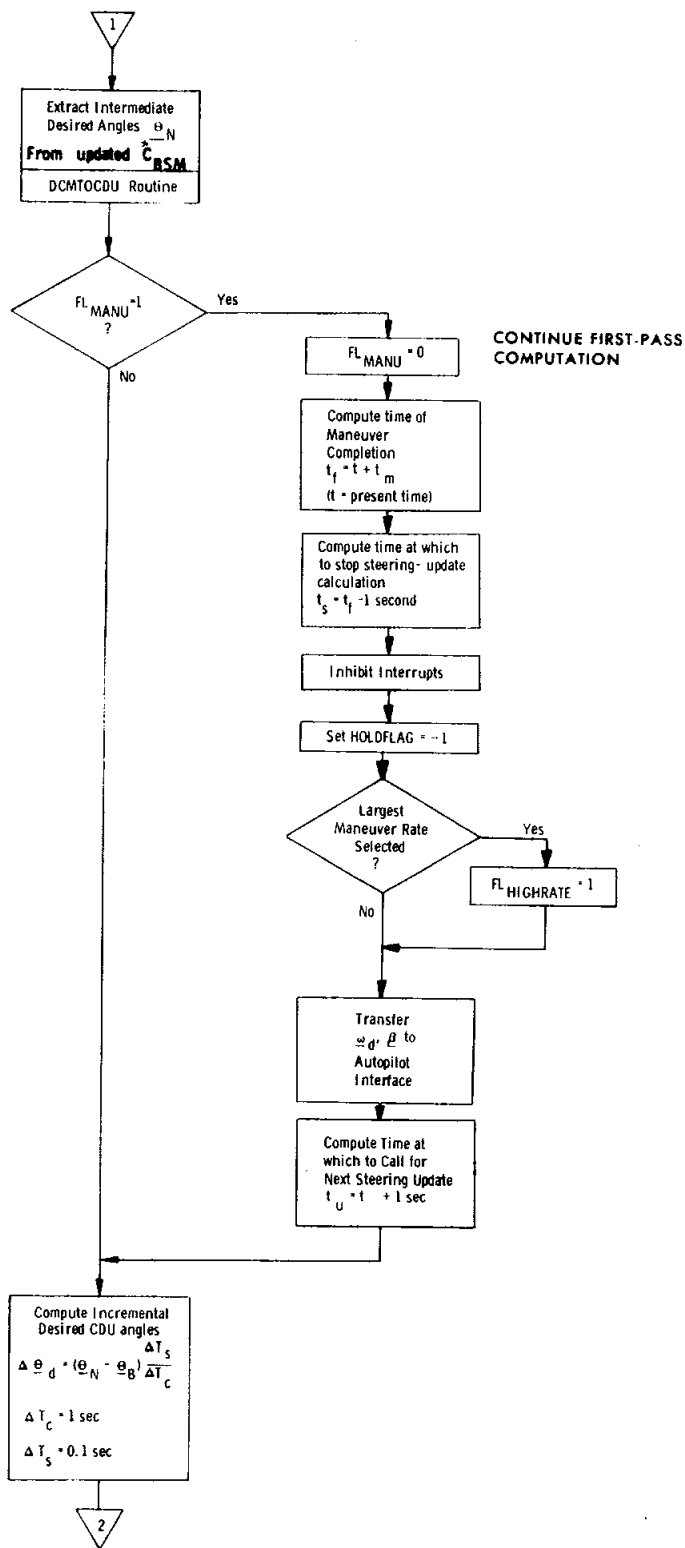 1
Extract Intermediate
Desired Angles θ_N
From updated C*_BSM
DCMTOCDU Routine
FL_MANU = 1
?
Yes
No
FL_MANU = 0
CONTINUE FIRST-PASS
COMPUTATION
Compute time of
Maneuver
Completion
t_f = t + t_m
(t = present time)
Compute time at which
to stop steering- update
calculation
t_s = t_f -1 second
Inhibit Interrupts
Set HOLDFLAG = -1
Largest
Maneuver Rate
Selected
?
Yes
FL_HIGHRATE = 1
No
Transfer
ω_d, β to
Autopilot
Interface
Compute Time at
which to Call for
Next Steering Update
t_U = t + 1 sec
Compute Incremental
Desired CDU angles
Δ θ_d = (θ_N - θ_B) ΔT_s / ΔT_c
Δ T_c = 1 sec
Δ T_s = 0.1 sec
2